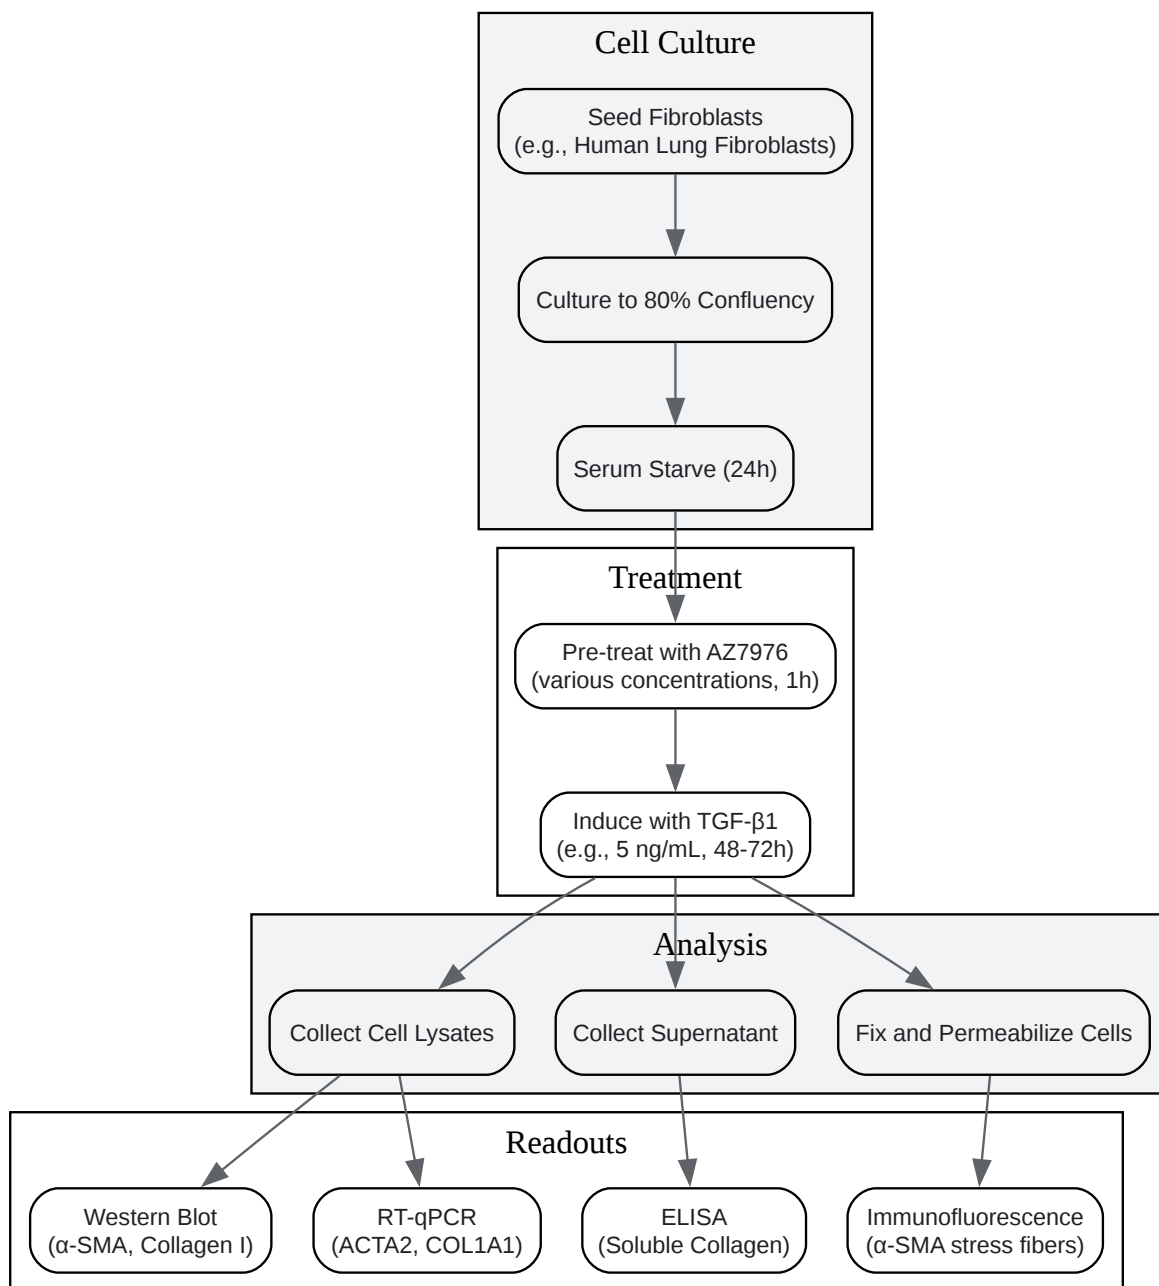 Cell Culture
Seed Fibroblasts
(e.g., Human Lung Fibroblasts)
Culture to 80% Confluency
Serum Starve (24h)
Treatment
Pre-treat with AZ7976
(various concentrations, 1h)
Induce with TGF-β1
(e.g., 5 ng/mL, 48-72h)
Analysis
Collect Cell Lysates
Collect Supernatant
Fix and Permeabilize Cells
Readouts
Western Blot
(α-SMA, Collagen I)
RT-qPCR
(ACTA2, COL1A1)
ELISA
(Soluble Collagen)
Immunofluorescence
(α-SMA stress fibers)